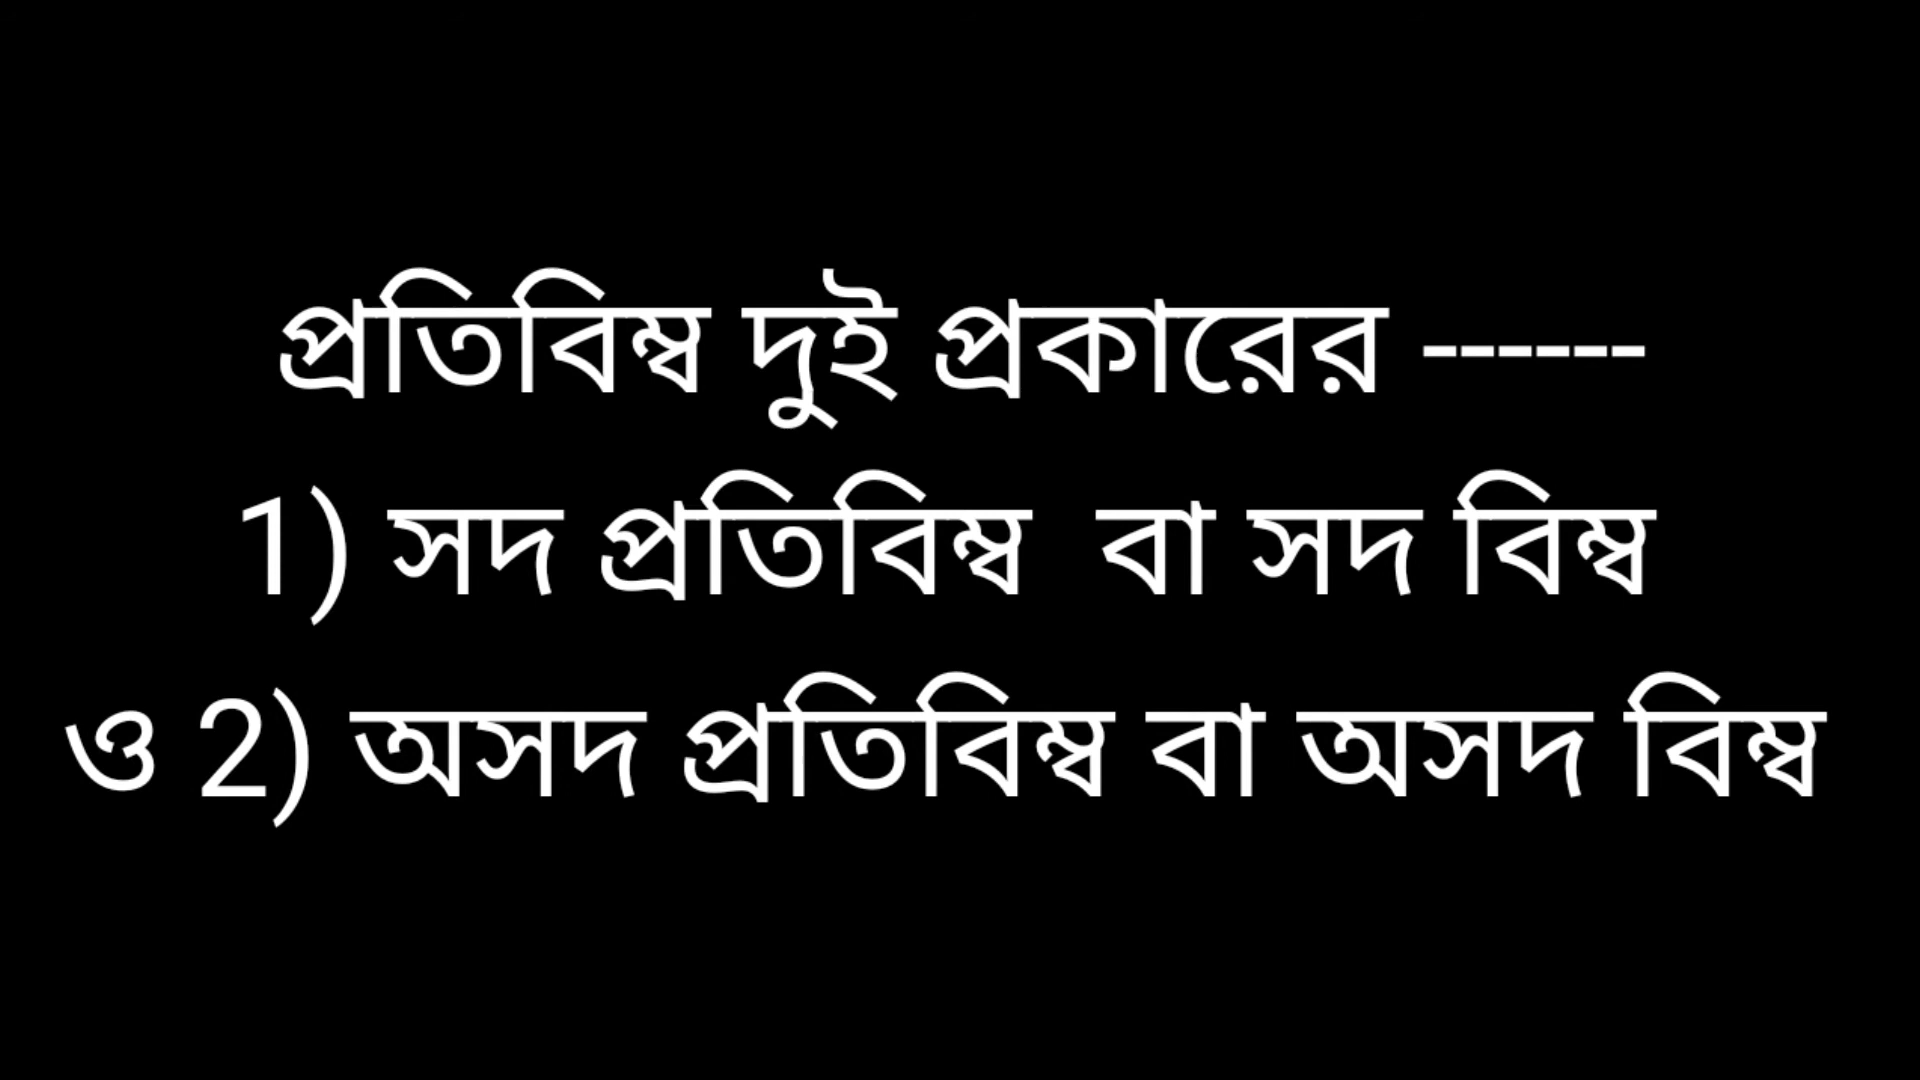 প্রতিবিম্ব দুই প্রকারের ------
1) সদ প্রতিবিম্ব  বা সদ বিম্ব
ও 2) অসদ প্রতিবিম্ব বা অসদ বিম্ব